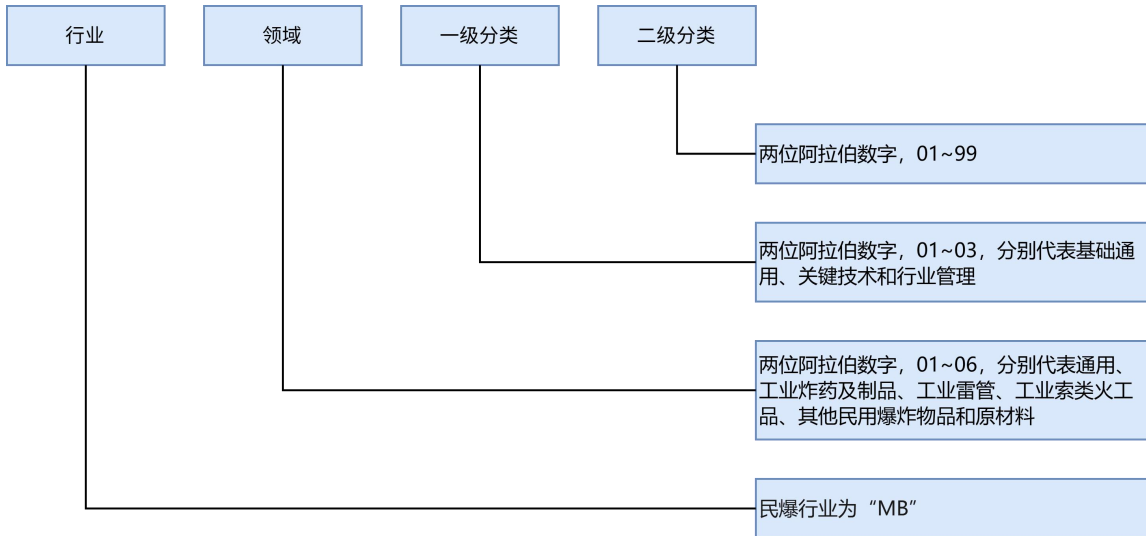 行业
领域
一级分类
二级分类
两位阿拉伯数字，01~99
两位阿拉伯数字，01~03，分别代表基础通
用、关键技术和行业管理
两位阿拉伯数字，01~06，分别代表通用、
工业炸药及制品、工业雷管、工业索类火工
品、其他民用爆炸物品和原材料
民爆行业为“MB”